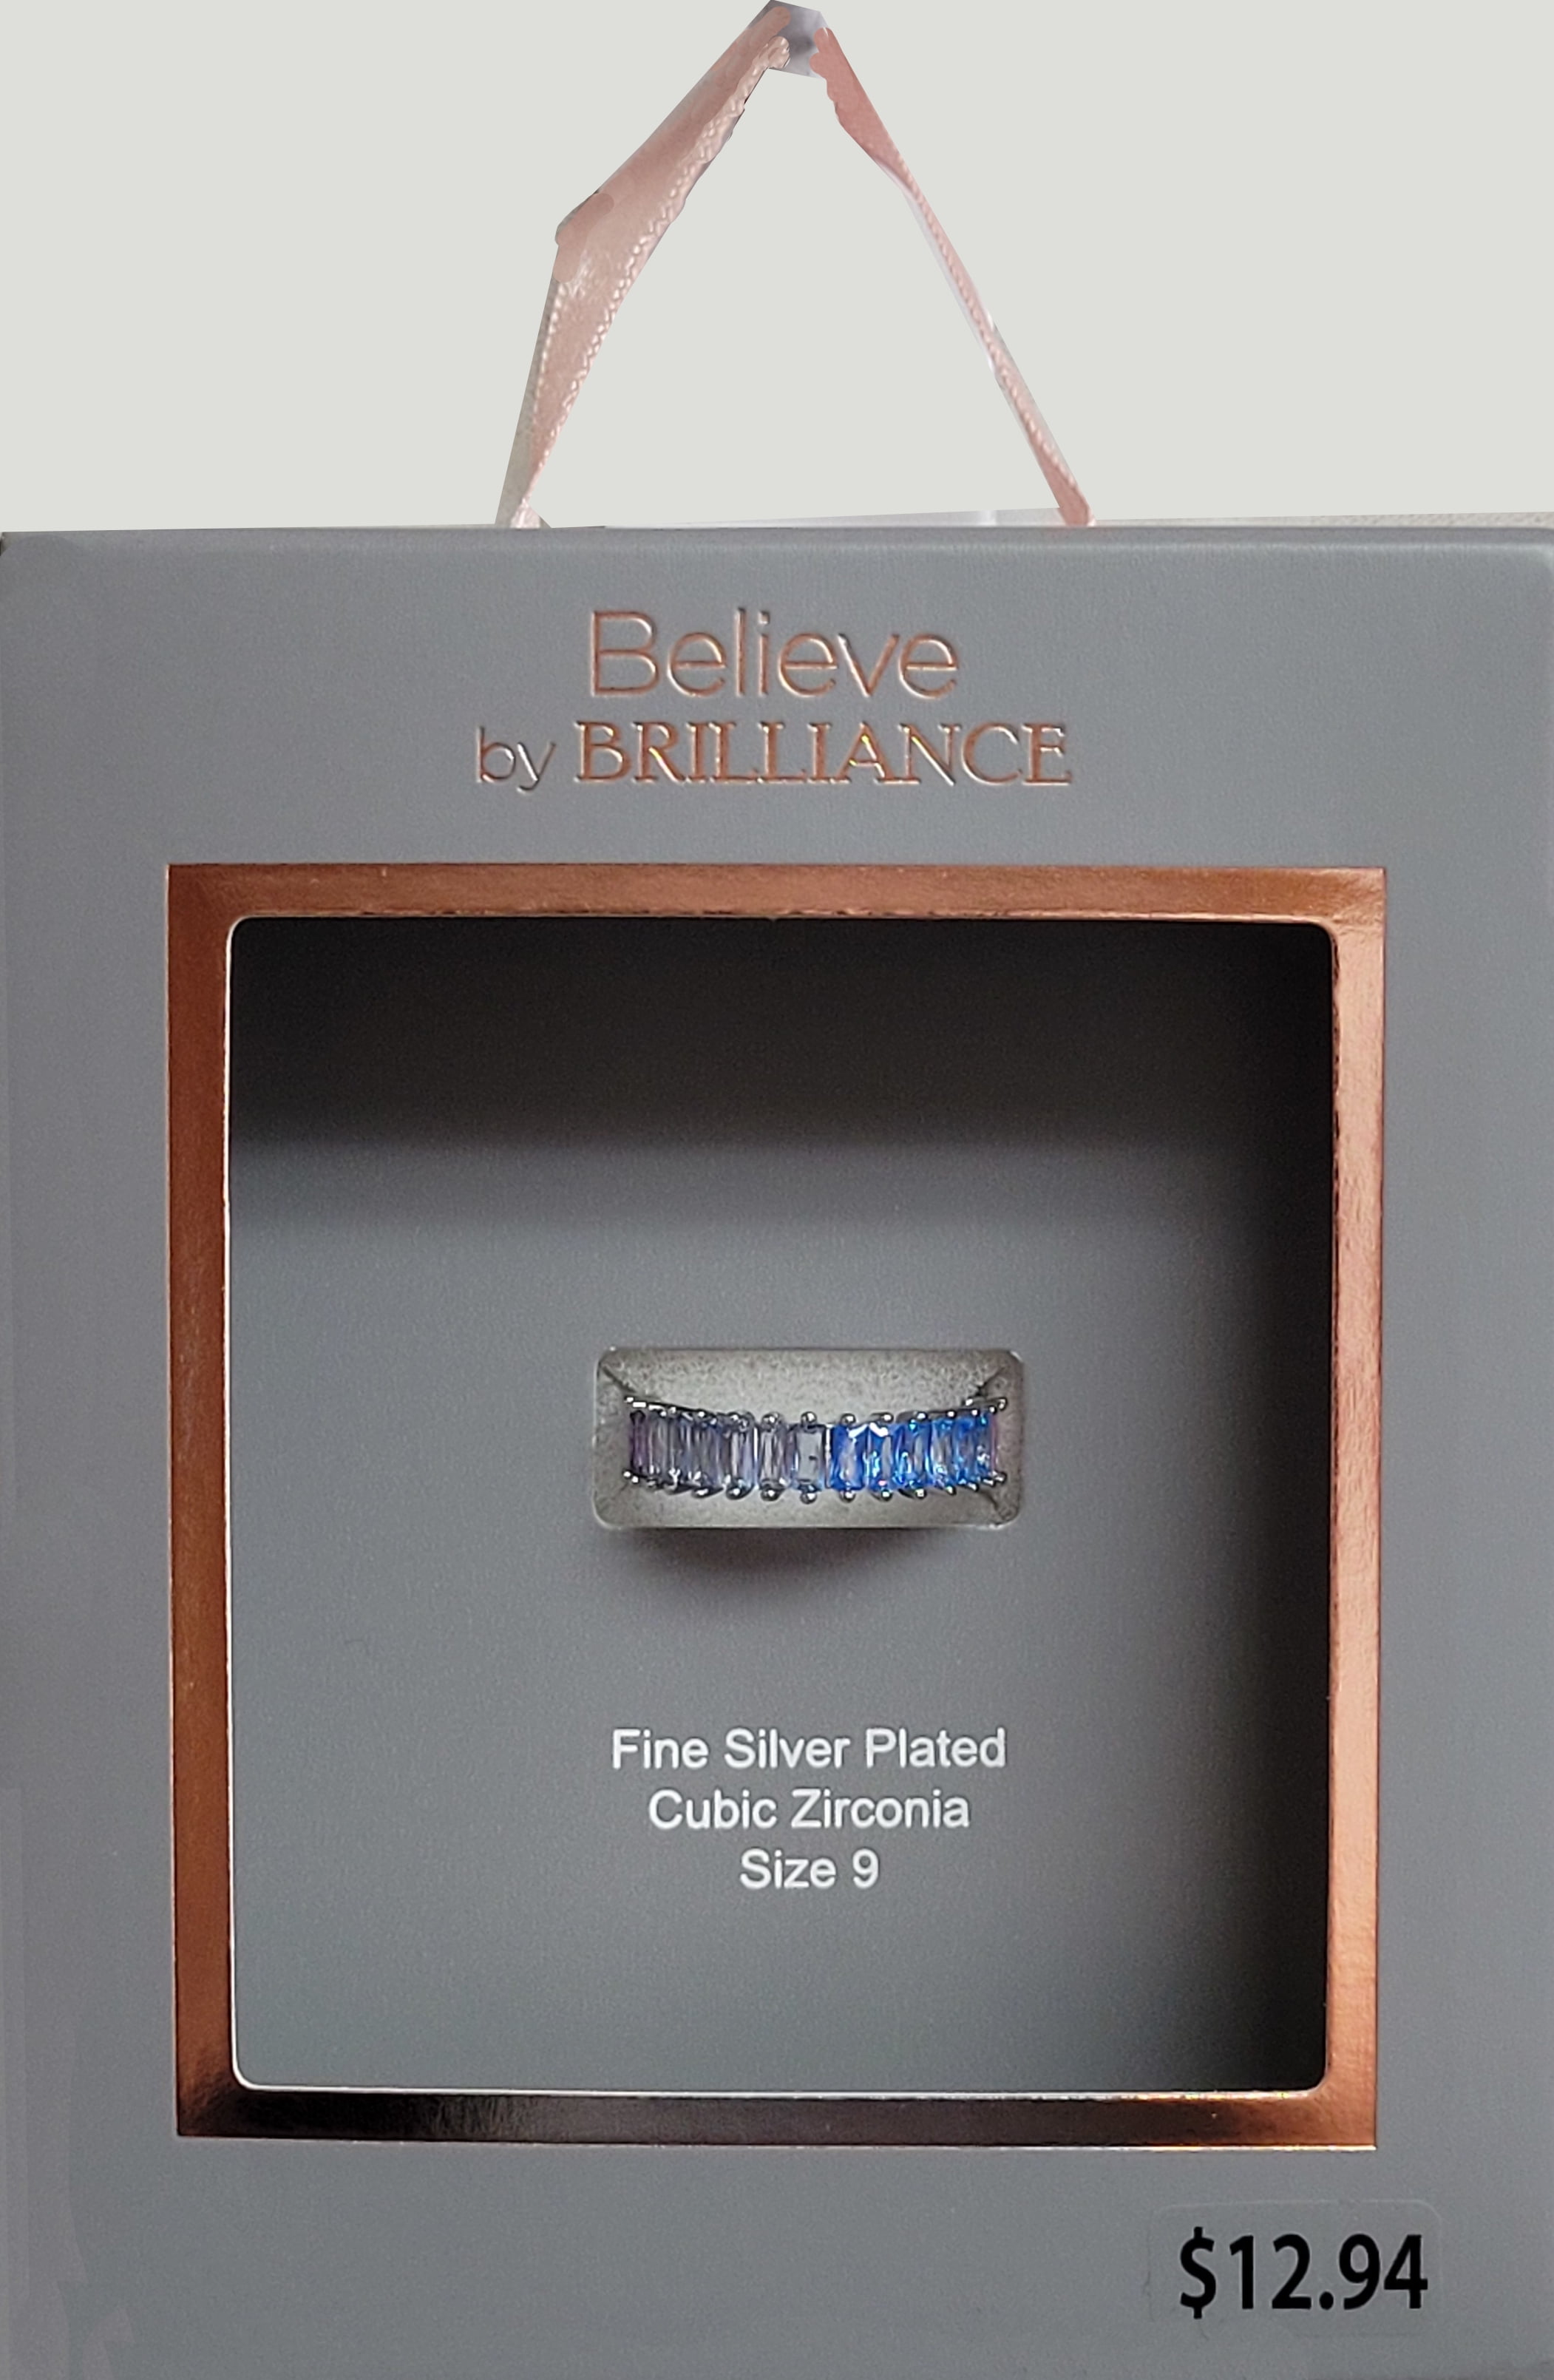 Believe
by BRILLIANCE
Fine Silver Plated
Cubic Zirconia
Size 9
$12.94